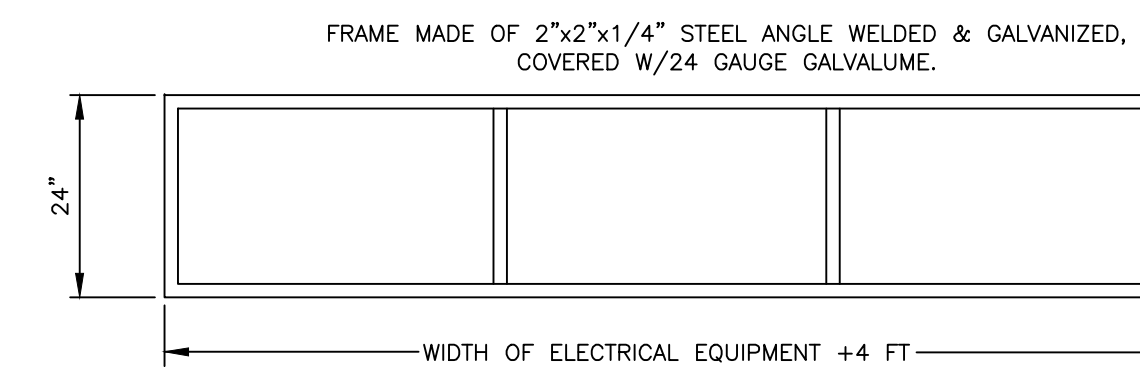 FRAME MADE OF 2”x2”x1/4” STEEL ANGLE WELDED & GALVANIZED,
COVERED W/24 GAUGE GALVALUME.
24”
WIDTH OF ELECTRICAL EQUIPMENT +4 FT